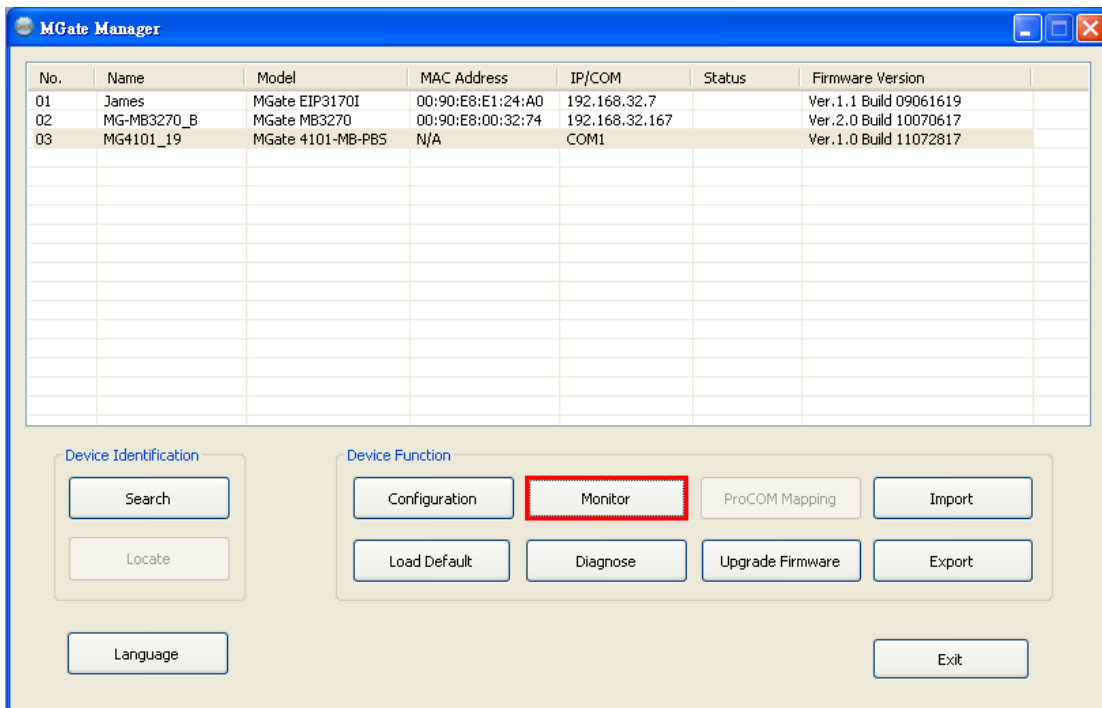 MGate Manager
No. Name Model MAC Address IP/COM Status Firmware Version
01 James MGate EIP3170I 00:90:E8:E1:24:A0 192.168.32.7 Ver.1.1 Build 09061619
02 MG-MB3270_B MGate MB3270 00:90:E8:00:32:74 192.168.32.167 Ver.2.0 Build 10070617
03 MG4101_19 MGate 4101-MB-PBS N/A COM1 Ver.1.0 Build 11072817
Device Identification Device Function
Search Configuration Monitor ProCOM Mapping Import
Locate Load Default Diagnose Upgrade Firmware Export
Language Exit